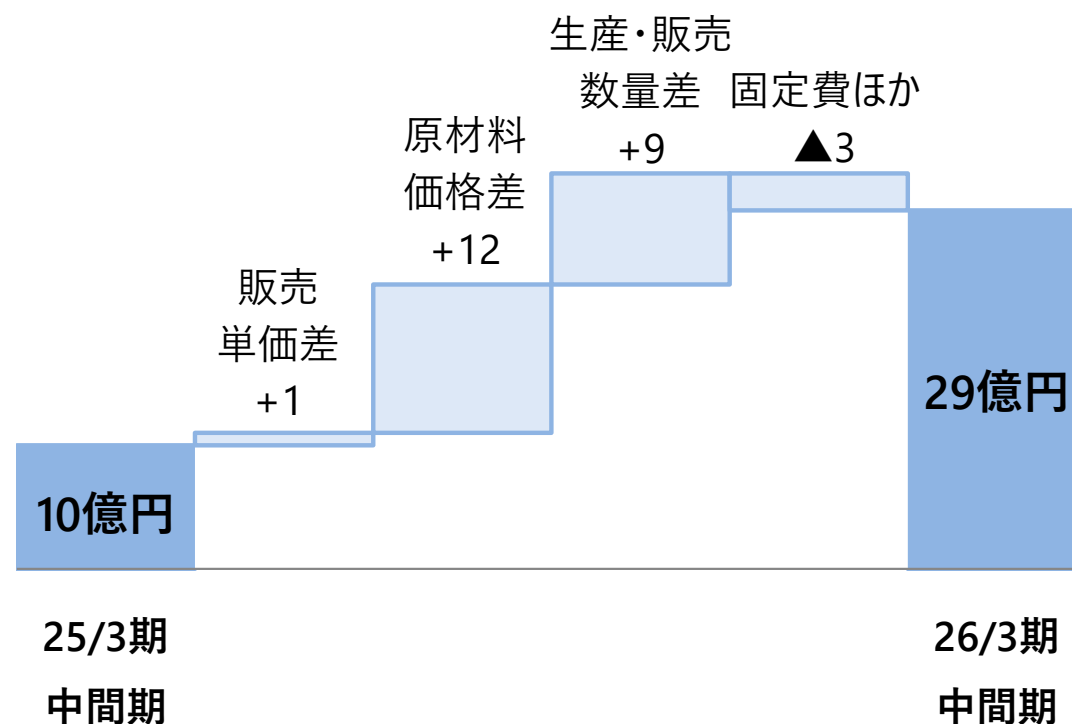 生産・販売
数量差
+9
固定費ほか
▲3
原材料
価格差
+12
販売
単価差
+1
10億円
29億円
25/3期
中間期
26/3期
中間期